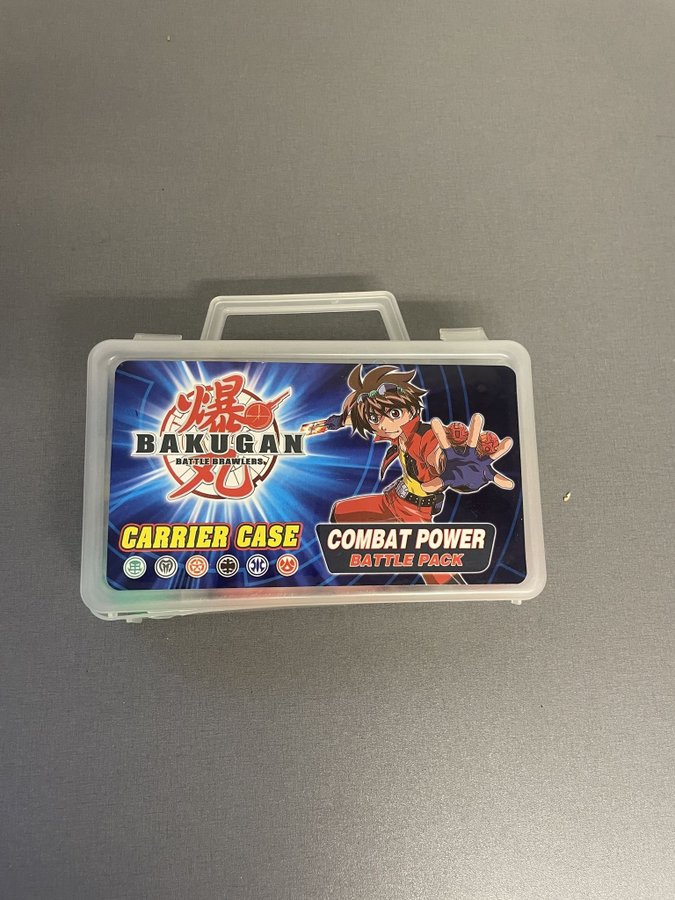 爆丸
BAKUGAN
BATTLE BRAWLERS
CARRIER CASE
COMBAT POWER
BATTLE PACK